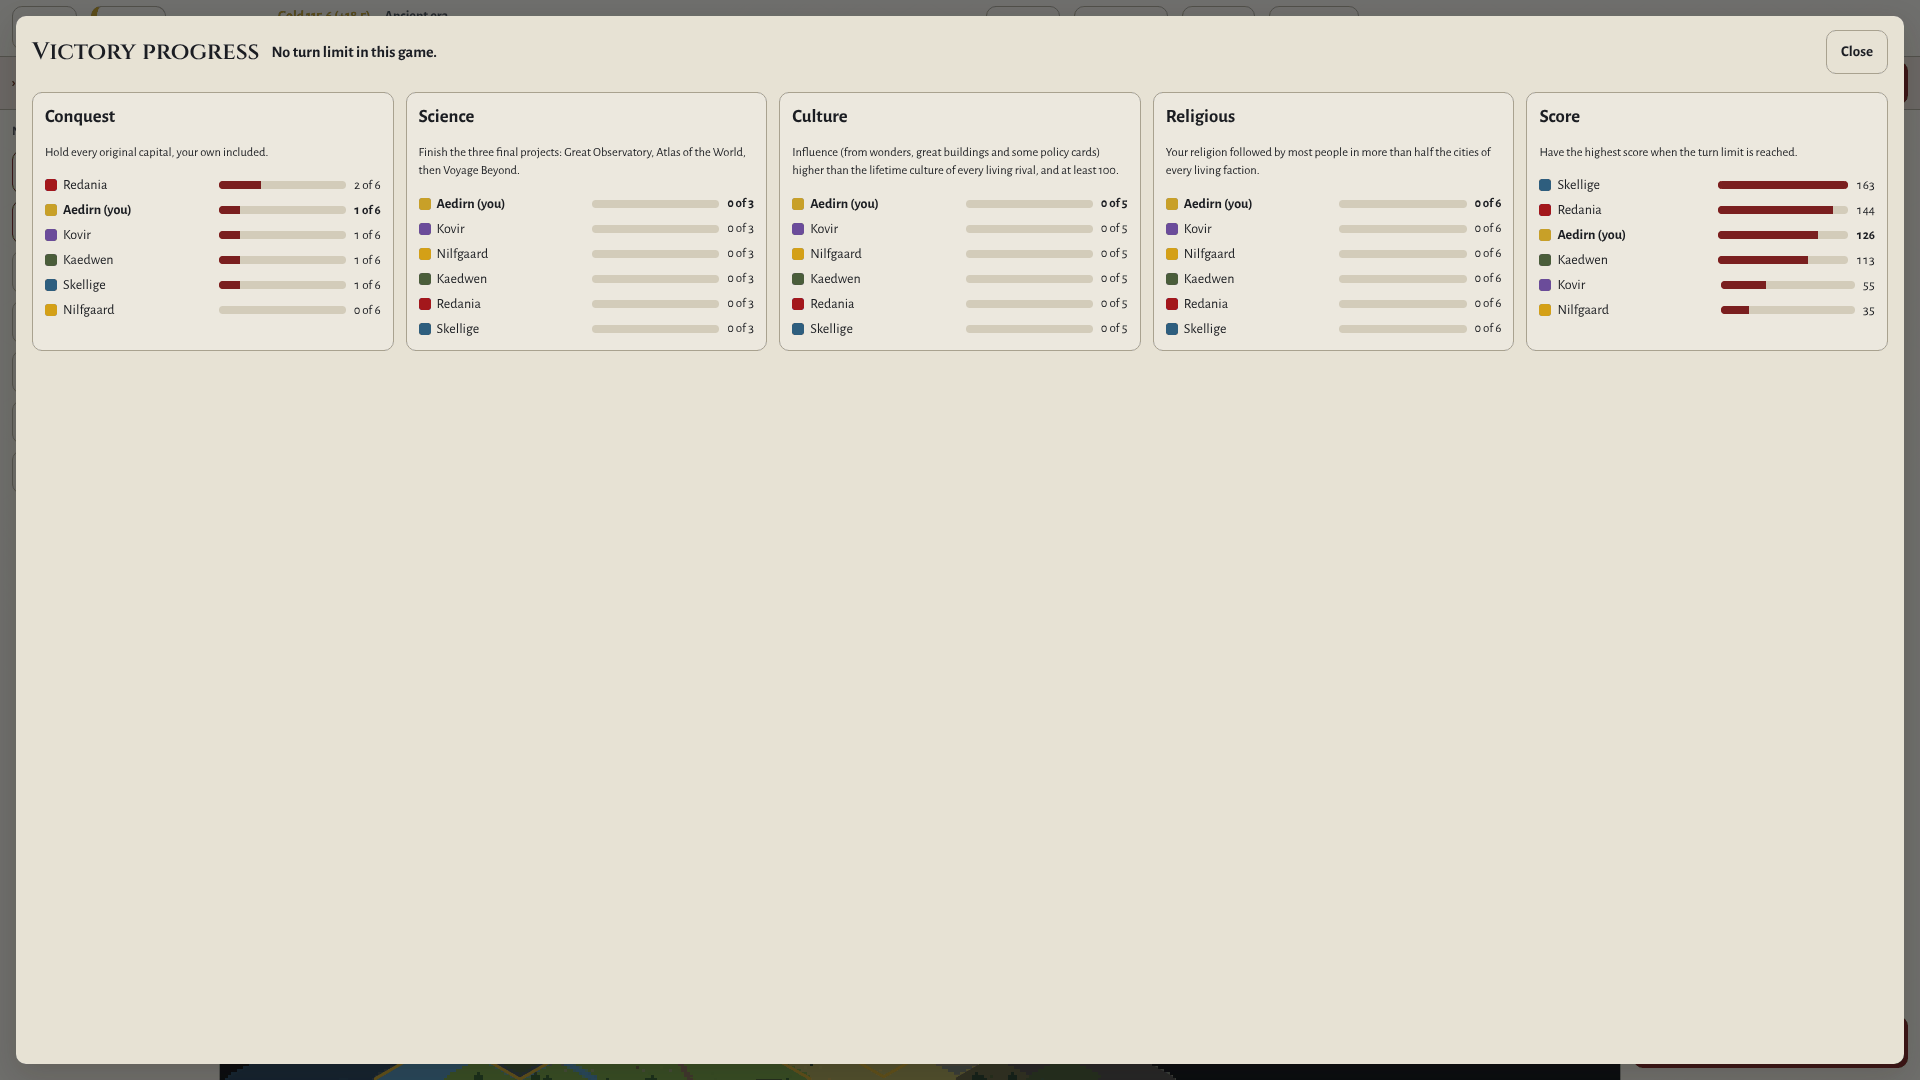 Victory progress No turn limit in this game.
Close
Conquest
Hold every original capital, your own included.
Redania 2 of 6
Aedirn (you) 1 of 6
Kovir 1 of 6
Kaedwen 1 of 6
Skellige 1 of 6
Nilfgaard 0 of 6
Science
Finish the three final projects: Great Observatory, Atlas of the World,
then Voyage Beyond.
Aedirn (you) 0 of 3
Kovir 0 of 3
Nilfgaard 0 of 3
Kaedwen 0 of 3
Redania 0 of 3
Skellige 0 of 3
Culture
Influence (from wonders, great buildings and some policy cards)
higher than the lifetime culture of every living rival, and at least 100.
Aedirn (you) 0 of 5
Kovir 0 of 5
Nilfgaard 0 of 5
Kaedwen 0 of 5
Redania 0 of 5
Skellige 0 of 5
Religious
Your religion followed by most people in more than half the cities of
every living faction.
Aedirn (you) 0 of 6
Kovir 0 of 6
Nilfgaard 0 of 6
Kaedwen 0 of 6
Redania 0 of 6
Skellige 0 of 6
Score
Have the highest score when the turn limit is reached.
Skellige 163
Redania 144
Aedirn (you) 126
Kaedwen 113
Kovir 55
Nilfgaard 35